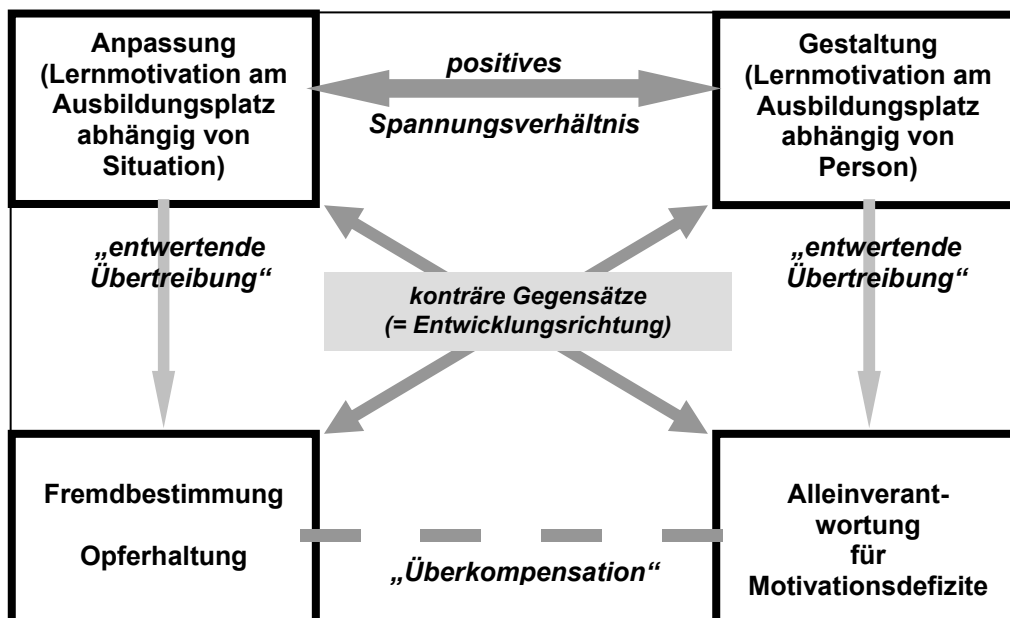 Anpassung
(Lernmotivation am
Ausbildungsplatz
abhängig von
Situation)
positives
Spannungsverhältnis
Gestaltung
(Lernmotivation am
Ausbildungsplatz
abhängig von
Person)
„entwertende
Übertreibung“
„entwertende
Übertreibung“
konträre Gegensätze
(= Entwicklungsrichtung)
Fremdbestimmung
Opferhaltung
„Überkompensation“
Alleinverant-
wortung
für
Motivationsdefizite